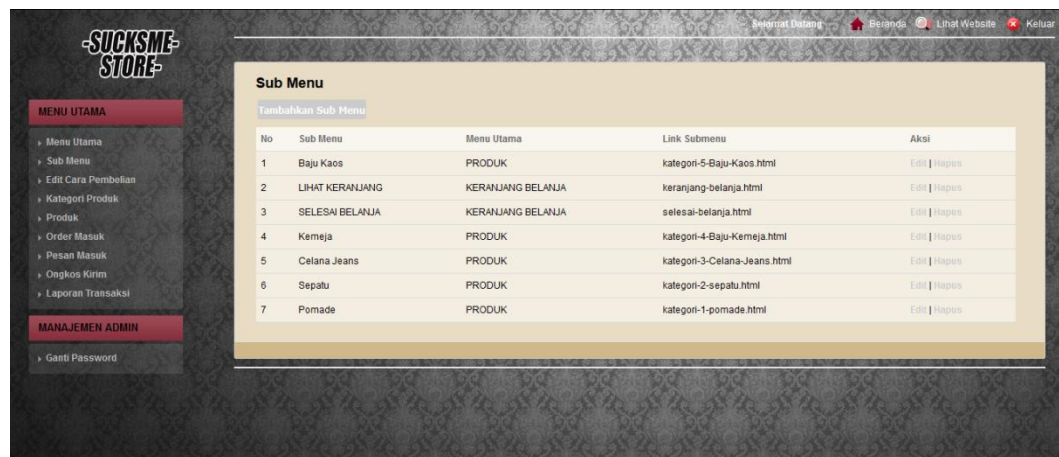 -SUCKSME-
STORE-
Selamat Datang
Beranda
Lihat Website
Keluar
MENU UTAMA
Menu Utama
Sub Menu
Edit Cara Pembelian
Kategori Produk
Produk
Order Masuk
Pesan Masuk
Ongkos Kirim
Laporan Transaksi
MANAJEMEN ADMIN
Ganti Password
Sub Menu
Tambahkan Sub Menu
No Sub Menu Menu Utama Link Submenu Aksi
1 Baju Kaos PRODUK kategori-5-Baju-Kaos.html Edit | Hapus
2 LIHAT KERANJANG KERANJANG BELANJA keranjang-belanja.html Edit | Hapus
3 SELESAI BELANJA KERANJANG BELANJA selesai-belanja.html Edit | Hapus
4 Kemeja PRODUK kategori-4-Baju-Kemeja.html Edit | Hapus
5 Celana Jeans PRODUK kategori-3-Celana-Jeans.html Edit | Hapus
6 Sepatu PRODUK kategori-2-sepatu.html Edit | Hapus
7 Pomade PRODUK kategori-1-pomade.html Edit | Hapus